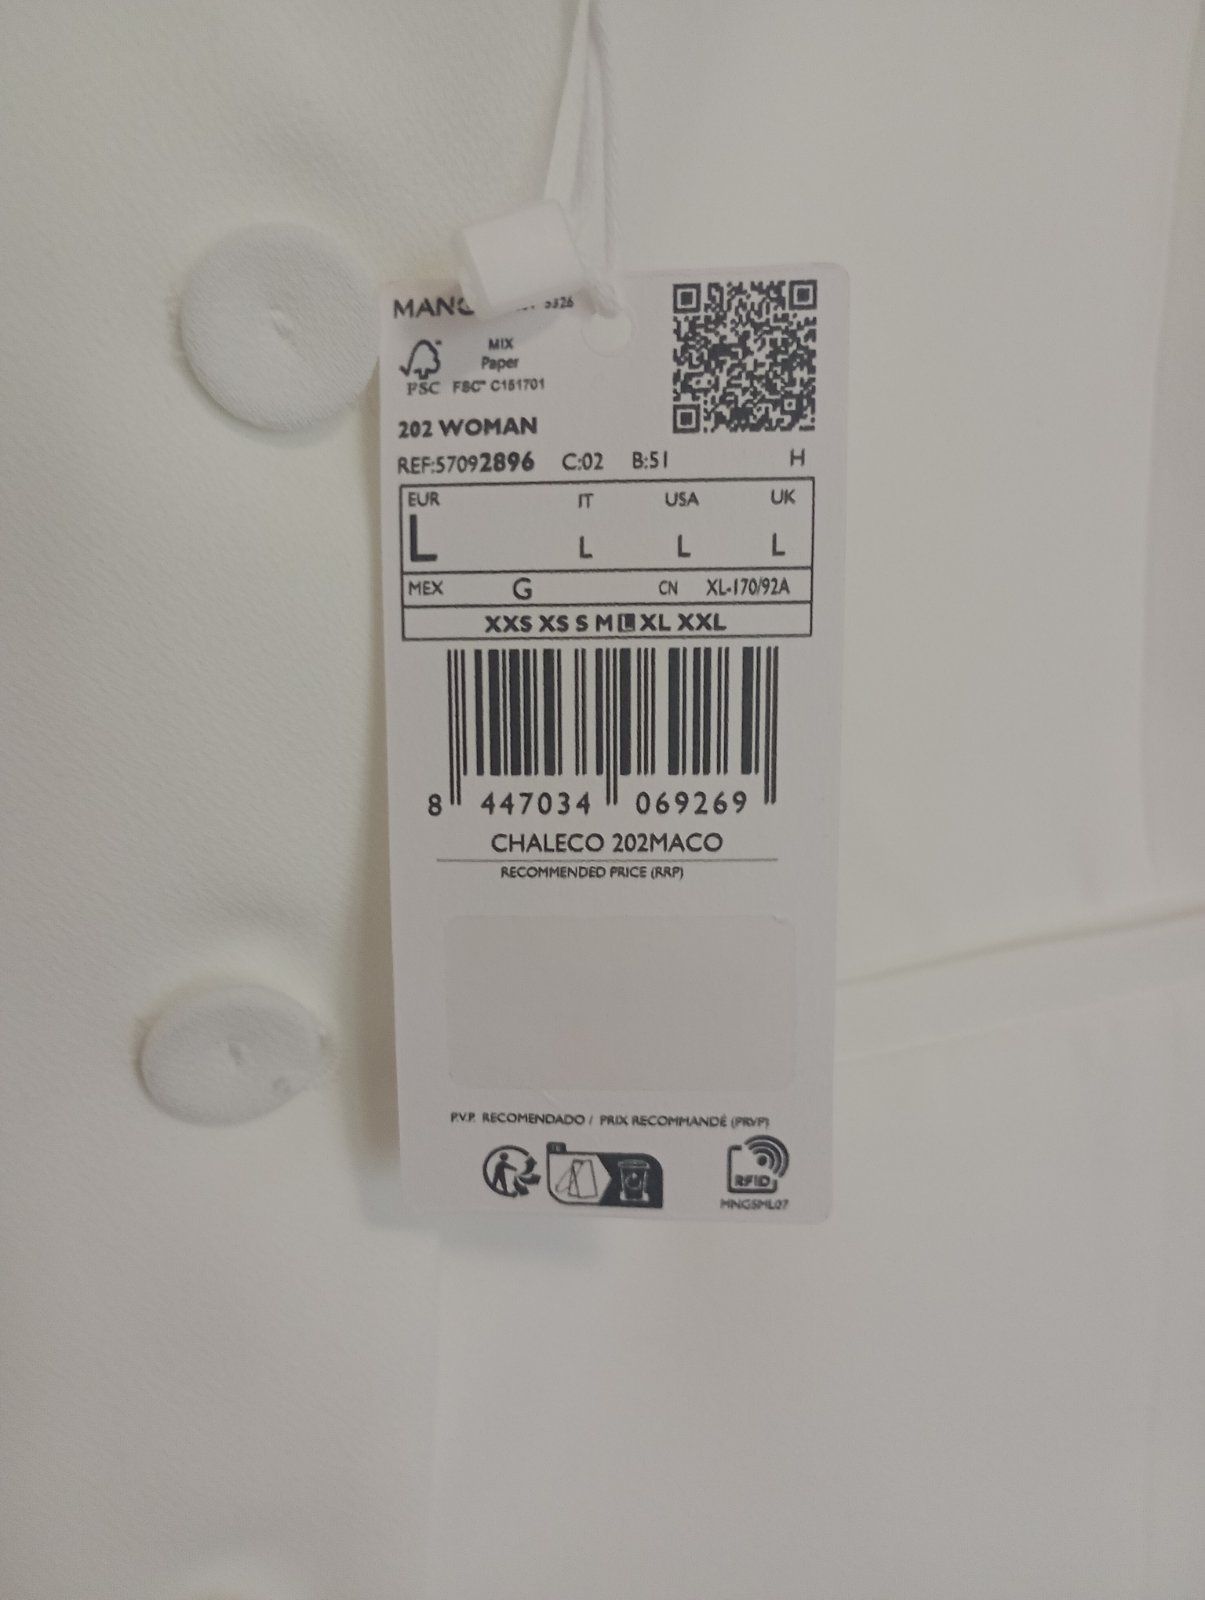 MANG 5326
MIX
Paper
FSC FSC™ C151701
202 WOMAN
REF:57092896 C:02 B:51 H
EUR IT USA UK
L L L L
MEX G CN XL-170/92A
XXS XS S M L XL XXL
8 447034 069269
CHALECO 202MACO
RECOMMENDED PRICE (RRP)
P.V.P. RECOMENDADO / PRIX RECOMMANDÉ (PRVP)
RFID
MNGSML07